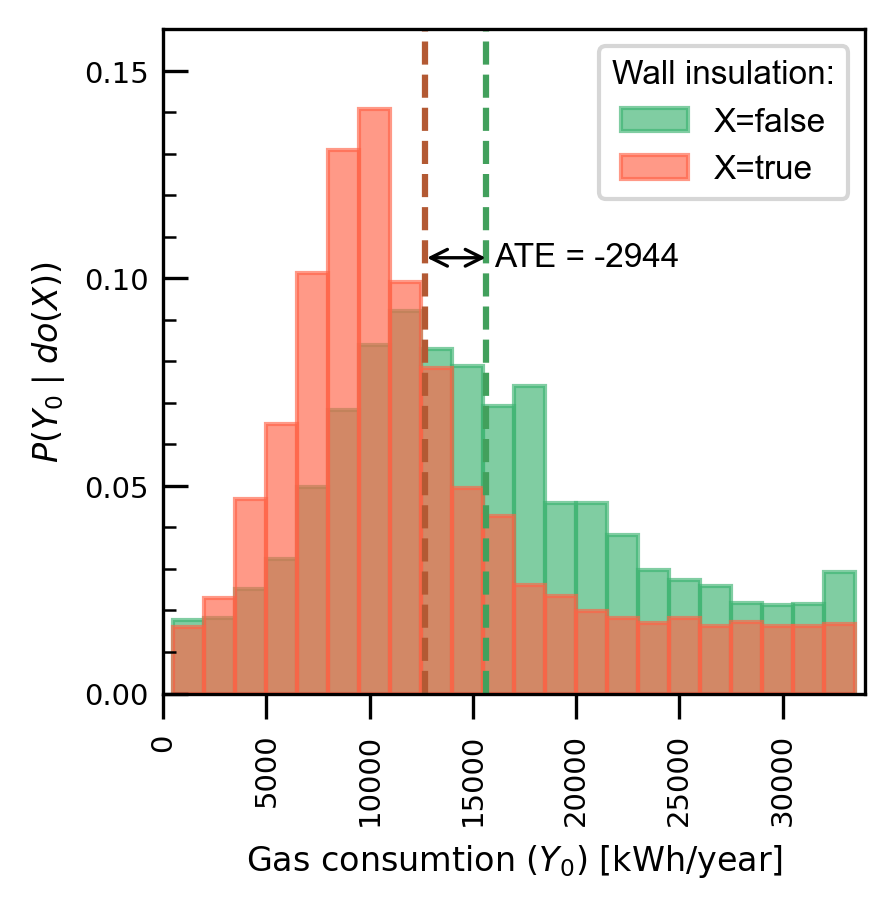 0.15
Wall insulation:
X=false
X=true
ATE = -2944
0.10
P(Y₀ | do(X))
0.05
0.00
0
5000
10000
15000
20000
25000
30000
Gas consumtion (Y₀) [kWh/year]